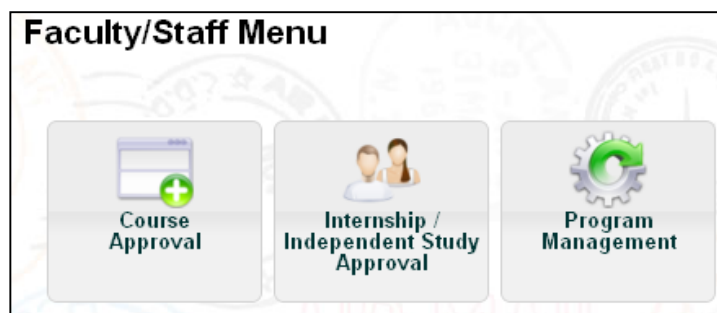 Faculty/Staff Menu
Course
Approval
Internship /
Independent Study
Approval
Program
Management